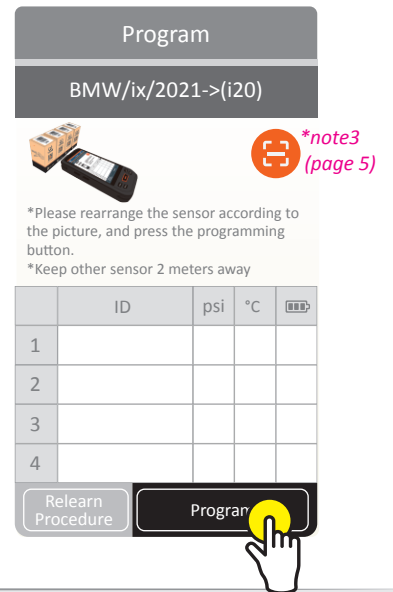 Program
BMW/ix/2021->(i20)
*note3
(page 5)
*Please rearrange the sensor according to
the picture, and press the programming
button.
*Keep other sensor 2 meters away
ID psi °C
1
2
3
4
Relearn
Procedure
Program